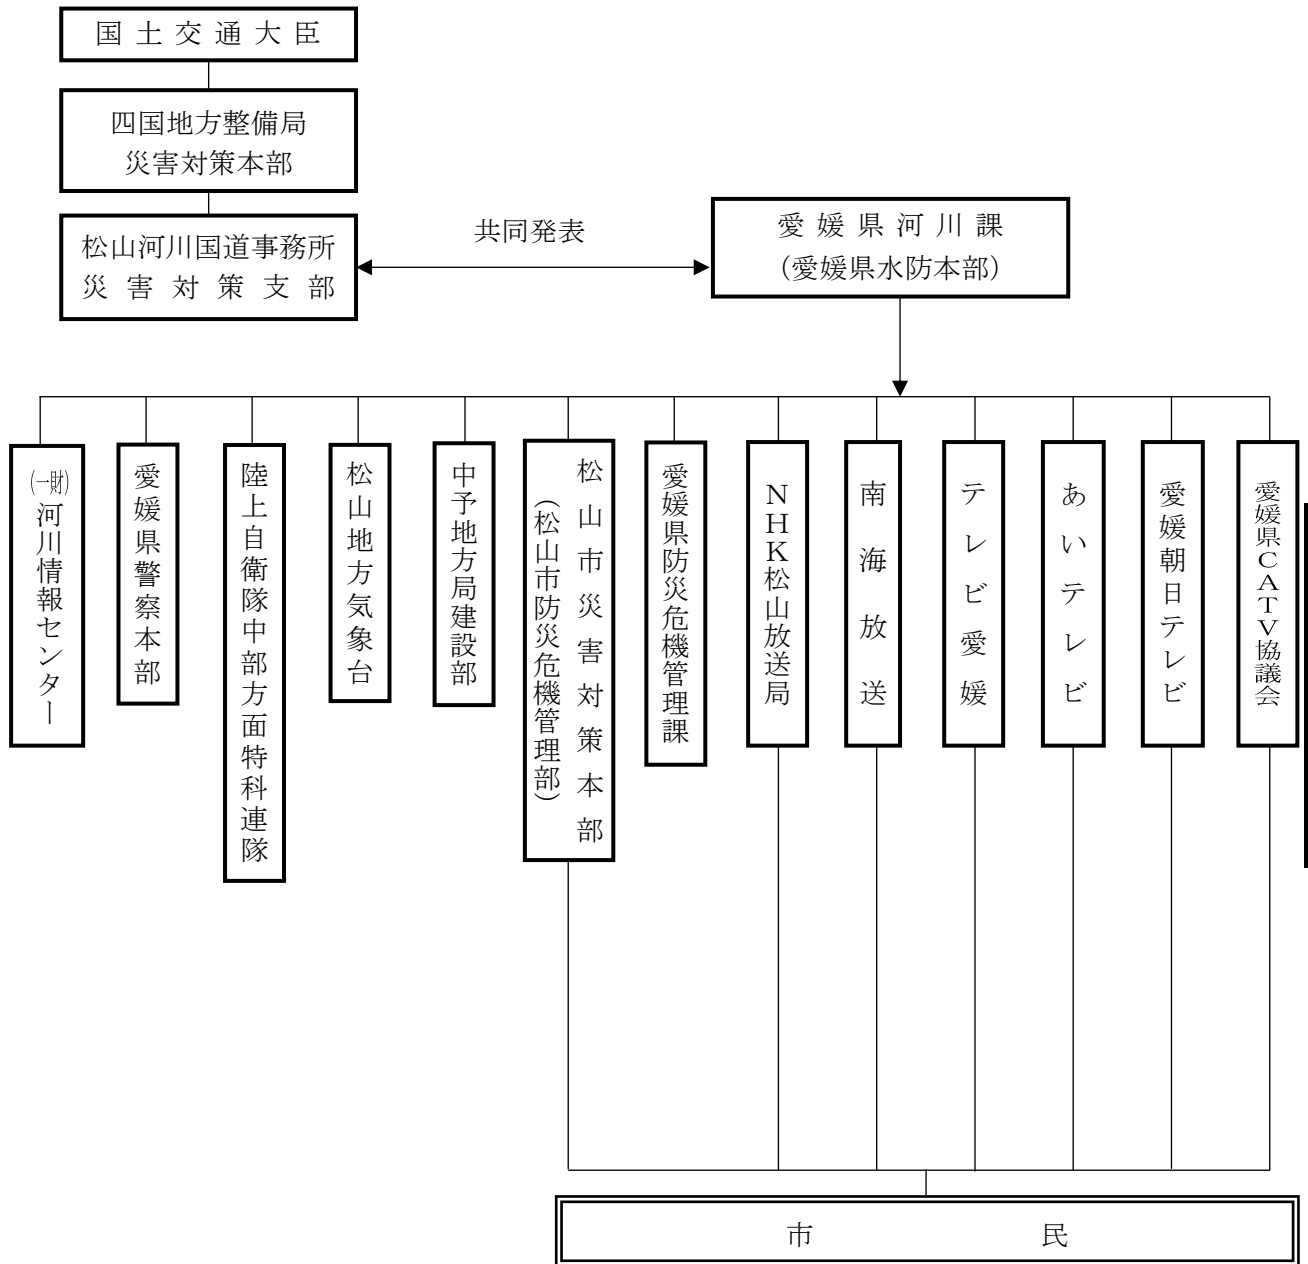 国土交通大臣
四国地方整備局
災害対策本部
松山河川国道事務所
災害対策支部
共同発表
愛媛県河川課
（愛媛県水防本部）
(一財)河川情報センター
愛媛県警察本部
陸上自衛隊中部方面特科連隊
松山地方気象台
中予地方局建設部
松山市災害対策本部
（松山市防災危機管理部）
愛媛県防災危機管理課
ＮＨＫ松山放送局
南海放送
テレビ愛媛
あいテレビ
愛媛朝日テレビ
愛媛県ＣＡＴＶ協議会
市民